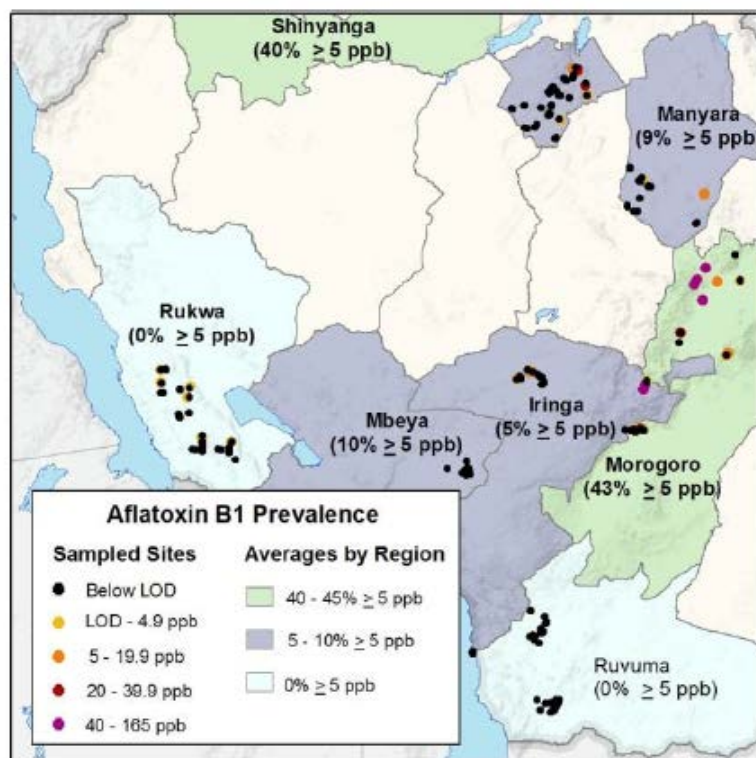 Shinyanga
(40% ≥ 5 ppb)
Manyara
(9% ≥ 5 ppb
Rukwa
(0% ≥ 5 ppb)
Mbeya
(10% ≥ 5 ppb)
Iringa
(5% ≥ 5 ppb)
Morogoro
(43% ≥ 5 ppb)
Ruvuma
(0% ≥ 5 ppb)
Aflatoxin B1 Prevalence
Sampled Sites
Below LOD
LOD - 4.9 ppb
5 - 19.9 ppb
20 - 39.9 ppb
40 - 165 ppb
Averages by Region
40 - 45% ≥ 5 ppb
5 - 10% ≥ 5 ppb
0% ≥ 5 ppb